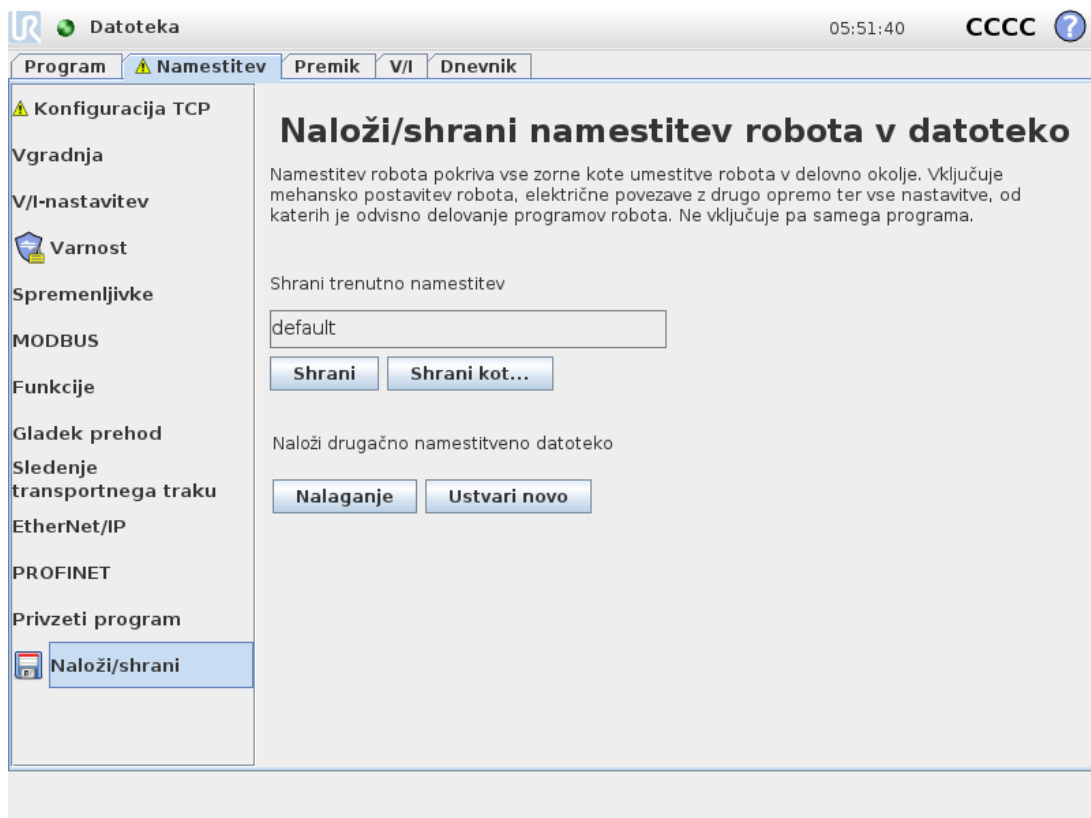 UR Datoteka 05:51:40 CCCC ?
Program Namestitev Premik V/I Dnevnik
Konfiguracija TCP
Vgradnja
V/I-nastavitev
Varnost
Spremenljivke
MODBUS
Funkcije
Gladek prehod
Sledenje
transportnega traku
EtherNet/IP
PROFINET
Privzeti program
Naloži/shrani
Naloži/shrani namestitev robota v datoteko
Namestitev robota pokriva vse zorne kote umestitve robota v delovno okolje. Vključuje
mehansko postavitev robota, električne povezave z drugo opremo ter vse nastavitve, od
katerih je odvisno delovanje programov robota. Ne vključuje pa samega programa.
Shrani trenutno namestitev
default
Shrani Shrani kot...
Naloži drugačno namestitveno datoteko
Nalaganje Ustvari novo